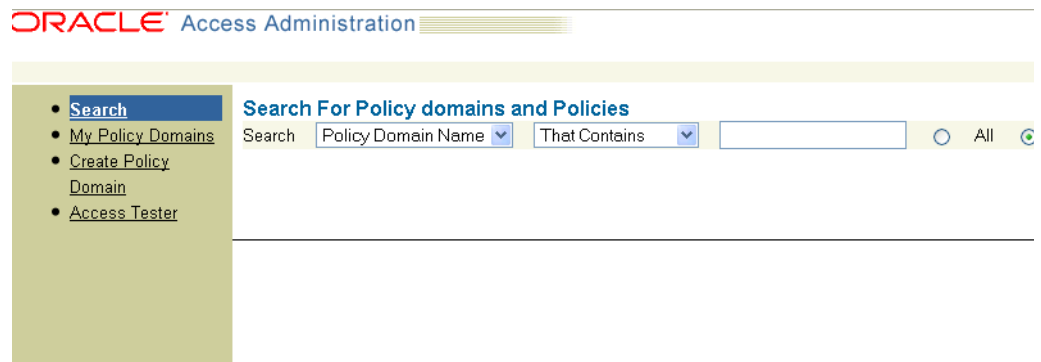 ORACLE Access Administration
Search
My Policy Domains
Create Policy
Domain
Access Tester
Search For Policy domains and Policies
Search Policy Domain Name That Contains All